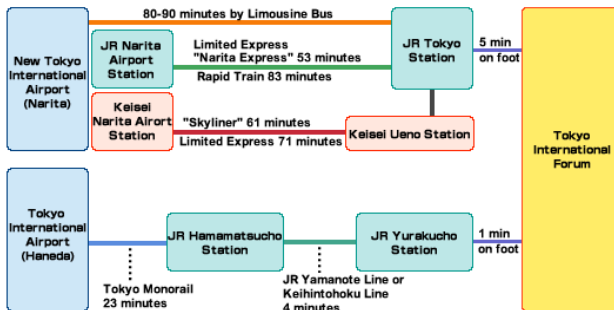 80-90 minutes by Limousine Bus
New Tokyo
International
Airport
(Narita)
JR Narita
Airport
Station
Limited Express
"Narita Express" 53 minutes
Rapid Train 83 minutes
JR Tokyo
Station
5 min
on foot
Keisei
Narita Airort
Station
"Skyliner" 61 minutes
Limited Express 71 minutes
Keisei Ueno Station
Tokyo
International
Forum
Tokyo
International
Airport
(Haneda)
JR Hamamatsucho
Station
JR Yurakucho
Station
1 min
on foot
Tokyo Monorail
23 minutes
JR Yamanote Line or
Keihintohoku Line
4 minutes